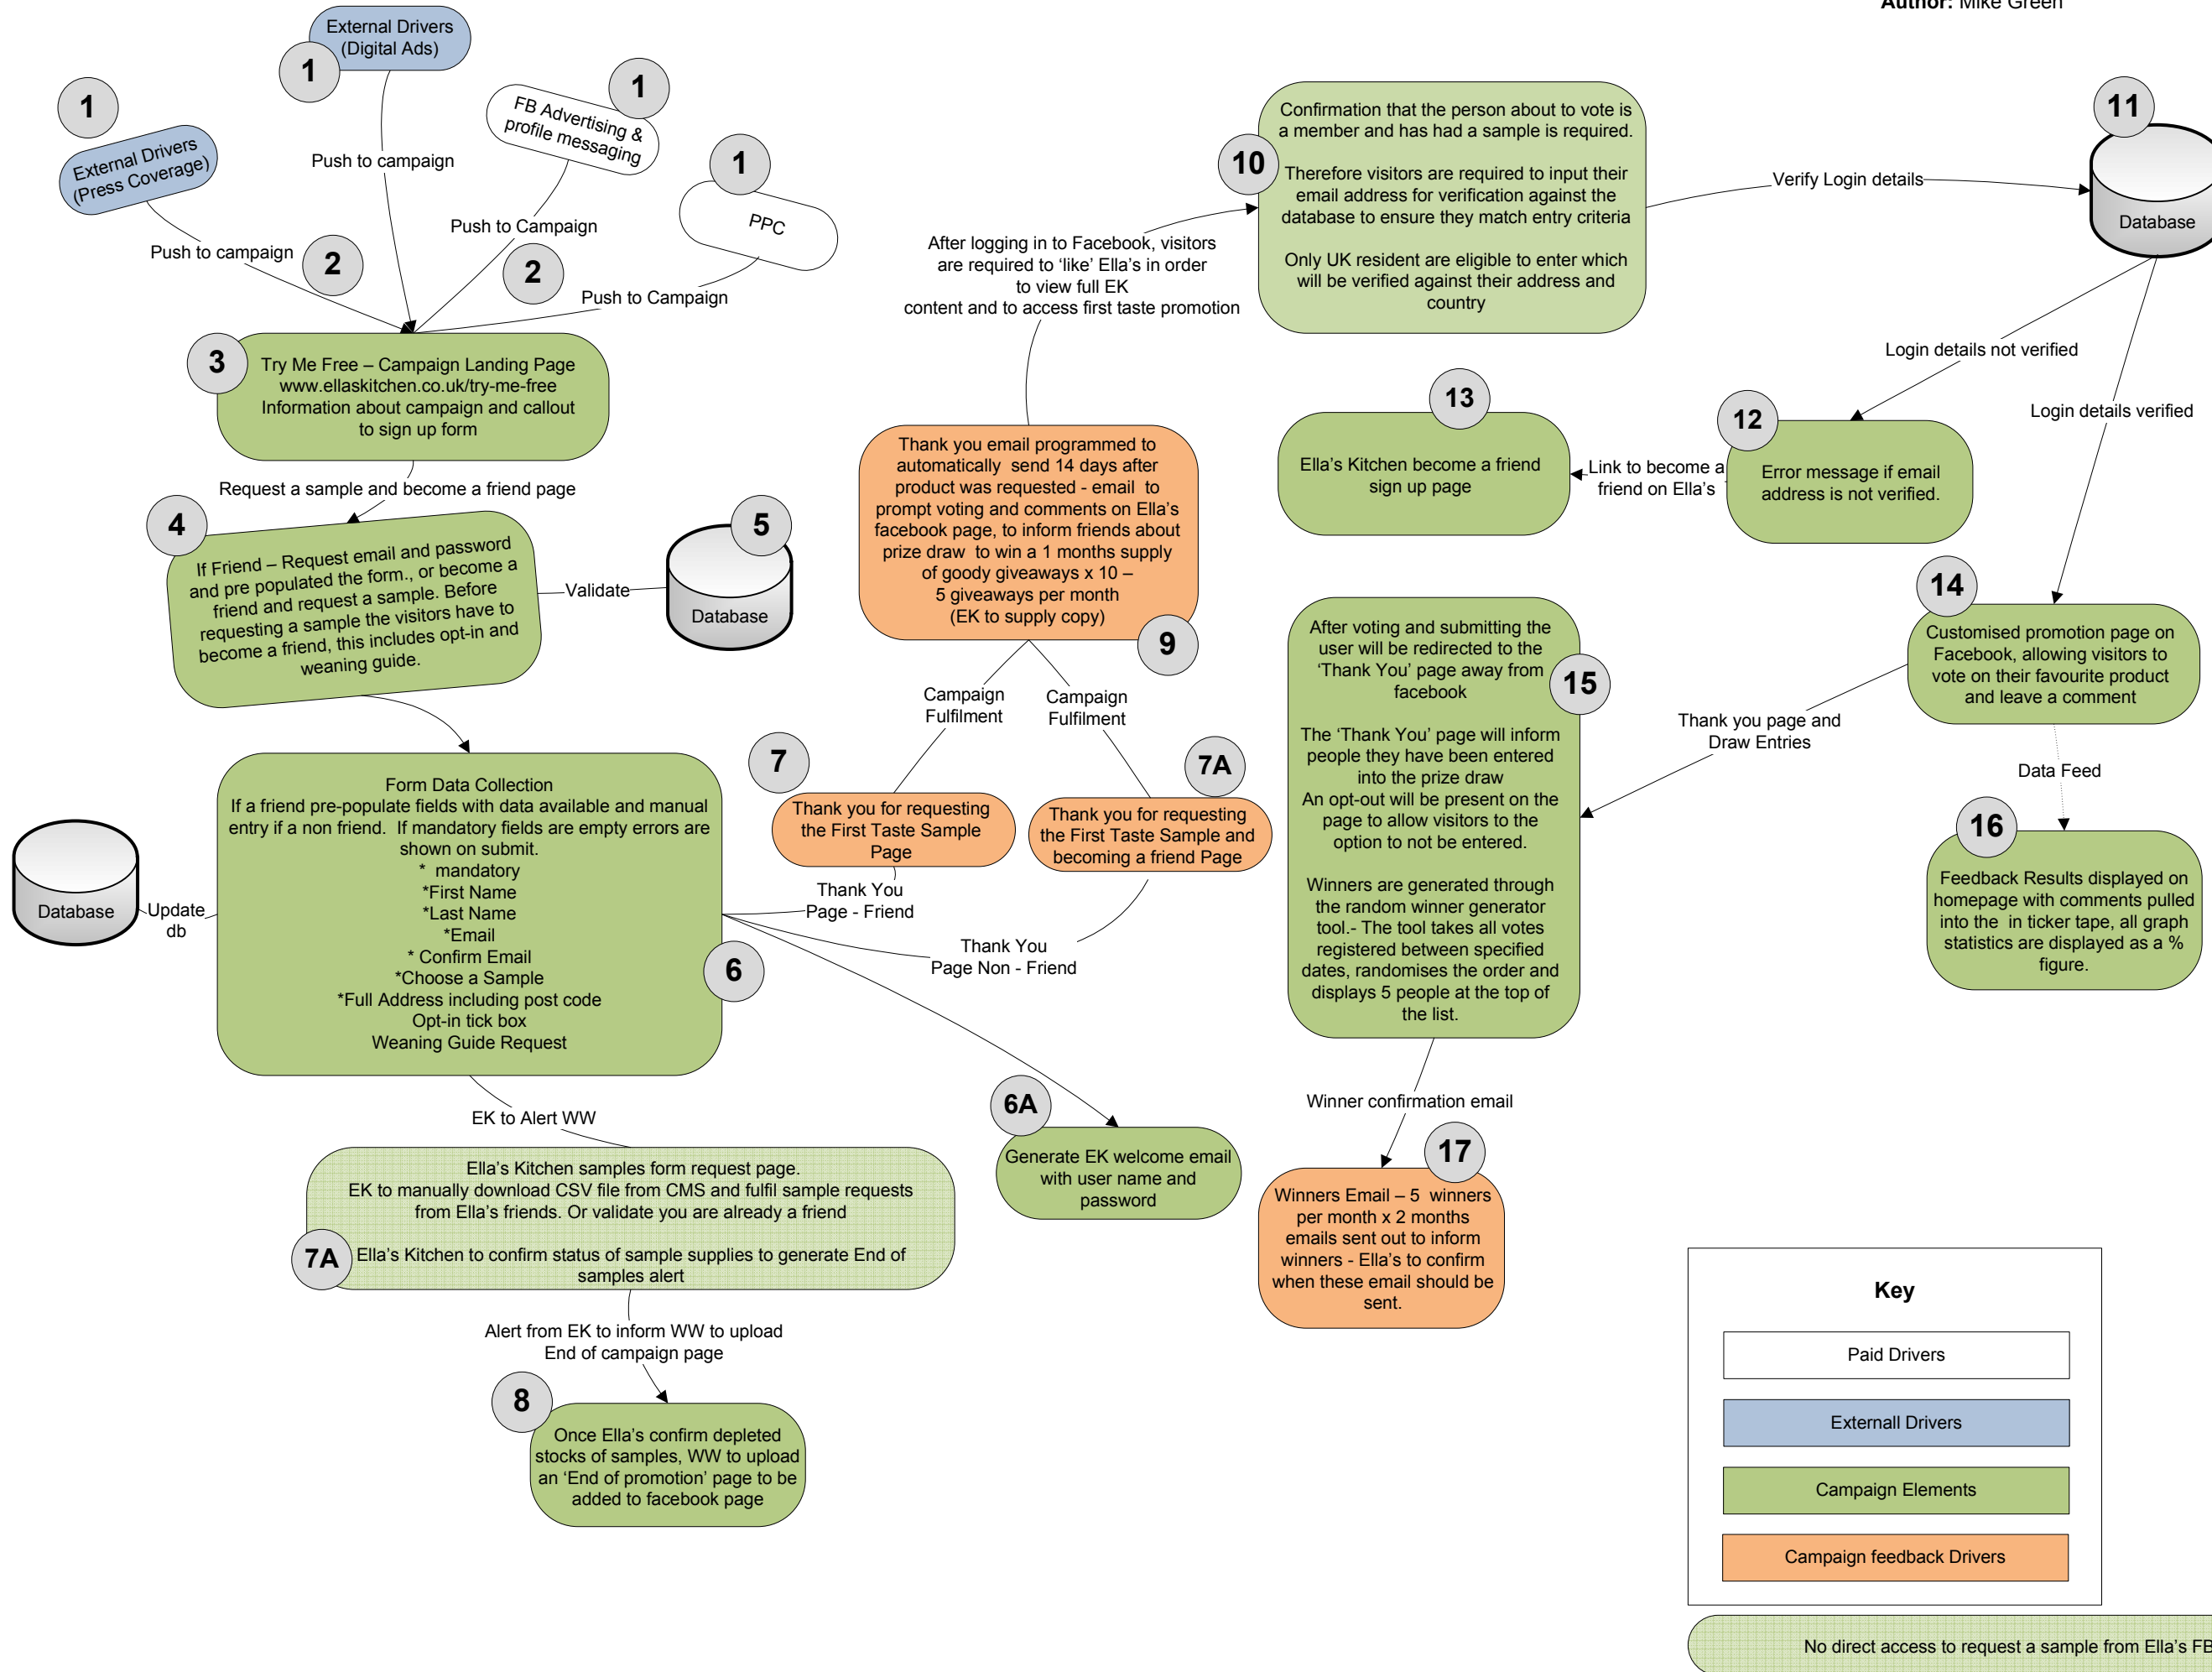 Author: Mike Green
External Drivers
(Digital Ads)
1
1
1
External Drivers
(Press Coverage)
FB Advertising &
profile messaging
1
PPC
Push to campaign
Push to campaign
2
Push to Campaign
2
Push to Campaign
3
Try Me Free – Campaign Landing Page
www.ellaskitchen.co.uk/try-me-free
Information about campaign and callout
to sign up form
Request a sample and become a friend page
4
If Friend – Request email and password
and pre populated the form., or become a
friend and request a sample. Before
requesting a sample the visitors have to
become a friend, this includes opt-in and
weaning guide.
Validate
5
Database
Form Data Collection
If a friend pre-populate fields with data available and manual
entry if a non friend.  If mandatory fields are empty errors are
shown on submit.
*  mandatory
*First Name
*Last Name
*Email
* Confirm Email
*Choose a Sample
*Full Address including post code
Opt-in tick box
Weaning Guide Request
6
Database
Update
db
EK to Alert WW
Ella's Kitchen samples form request page.
EK to manually download CSV file from CMS and fulfil sample requests
from Ella's friends. Or validate you are already a friend
7A
Ella's Kitchen to confirm status of sample supplies to generate End of
samples alert
Alert from EK to inform WW to upload
End of campaign page
8
Once Ella's confirm depleted
stocks of samples, WW to upload
an 'End of promotion' page to be
added to facebook page
6A
Generate EK welcome email
with user name and
password
Thank You
Page - Friend
Thank You
Page Non - Friend
7
Thank you for requesting
the First Taste Sample
Page
7A
Thank you for requesting
the First Taste Sample and
becoming a friend Page
Campaign
Fulfilment
Campaign
Fulfilment
Thank you email programmed to
automatically  send 14 days after
product was requested - email  to
prompt voting and comments on Ella's
facebook page, to inform friends about
prize draw  to win a 1 months supply
of goody giveaways x 10 –
5 giveaways per month
(EK to supply copy)
9
After logging in to Facebook, visitors
are required to 'like' Ella's in order
to view full EK
content and to access first taste promotion
10
Confirmation that the person about to vote is
a member and has had a sample is required.
Therefore visitors are required to input their
email address for verification against the
database to ensure they match entry criteria
Only UK resident are eligible to enter which
will be verified against their address and
country
Verify Login details
11
Database
Login details not verified
Login details verified
12
Error message if email
address is not verified.
Link to become a
friend on Ella's
13
Ella's Kitchen become a friend
sign up page
14
Customised promotion page on
Facebook, allowing visitors to
vote on their favourite product
and leave a comment
Thank you page and
Draw Entries
Data Feed
15
After voting and submitting the
user will be redirected to the
'Thank You' page away from
facebook
The 'Thank You' page will inform
people they have been entered
into the prize draw
An opt-out will be present on the
page to allow visitors to the
option to not be entered.
Winners are generated through
the random winner generator
tool.- The tool takes all votes
registered between specified
dates, randomises the order and
displays 5 people at the top of
the list.
16
Feedback Results displayed on
homepage with comments pulled
into the  in ticker tape, all graph
statistics are displayed as a %
figure.
Winner confirmation email
17
Winners Email – 5  winners
per month x 2 months
emails sent out to inform
winners - Ella's to confirm
when these email should be
sent.
Key
Paid Drivers
Externall Drivers
Campaign Elements
Campaign feedback Drivers
No direct access to request a sample from Ella's FB